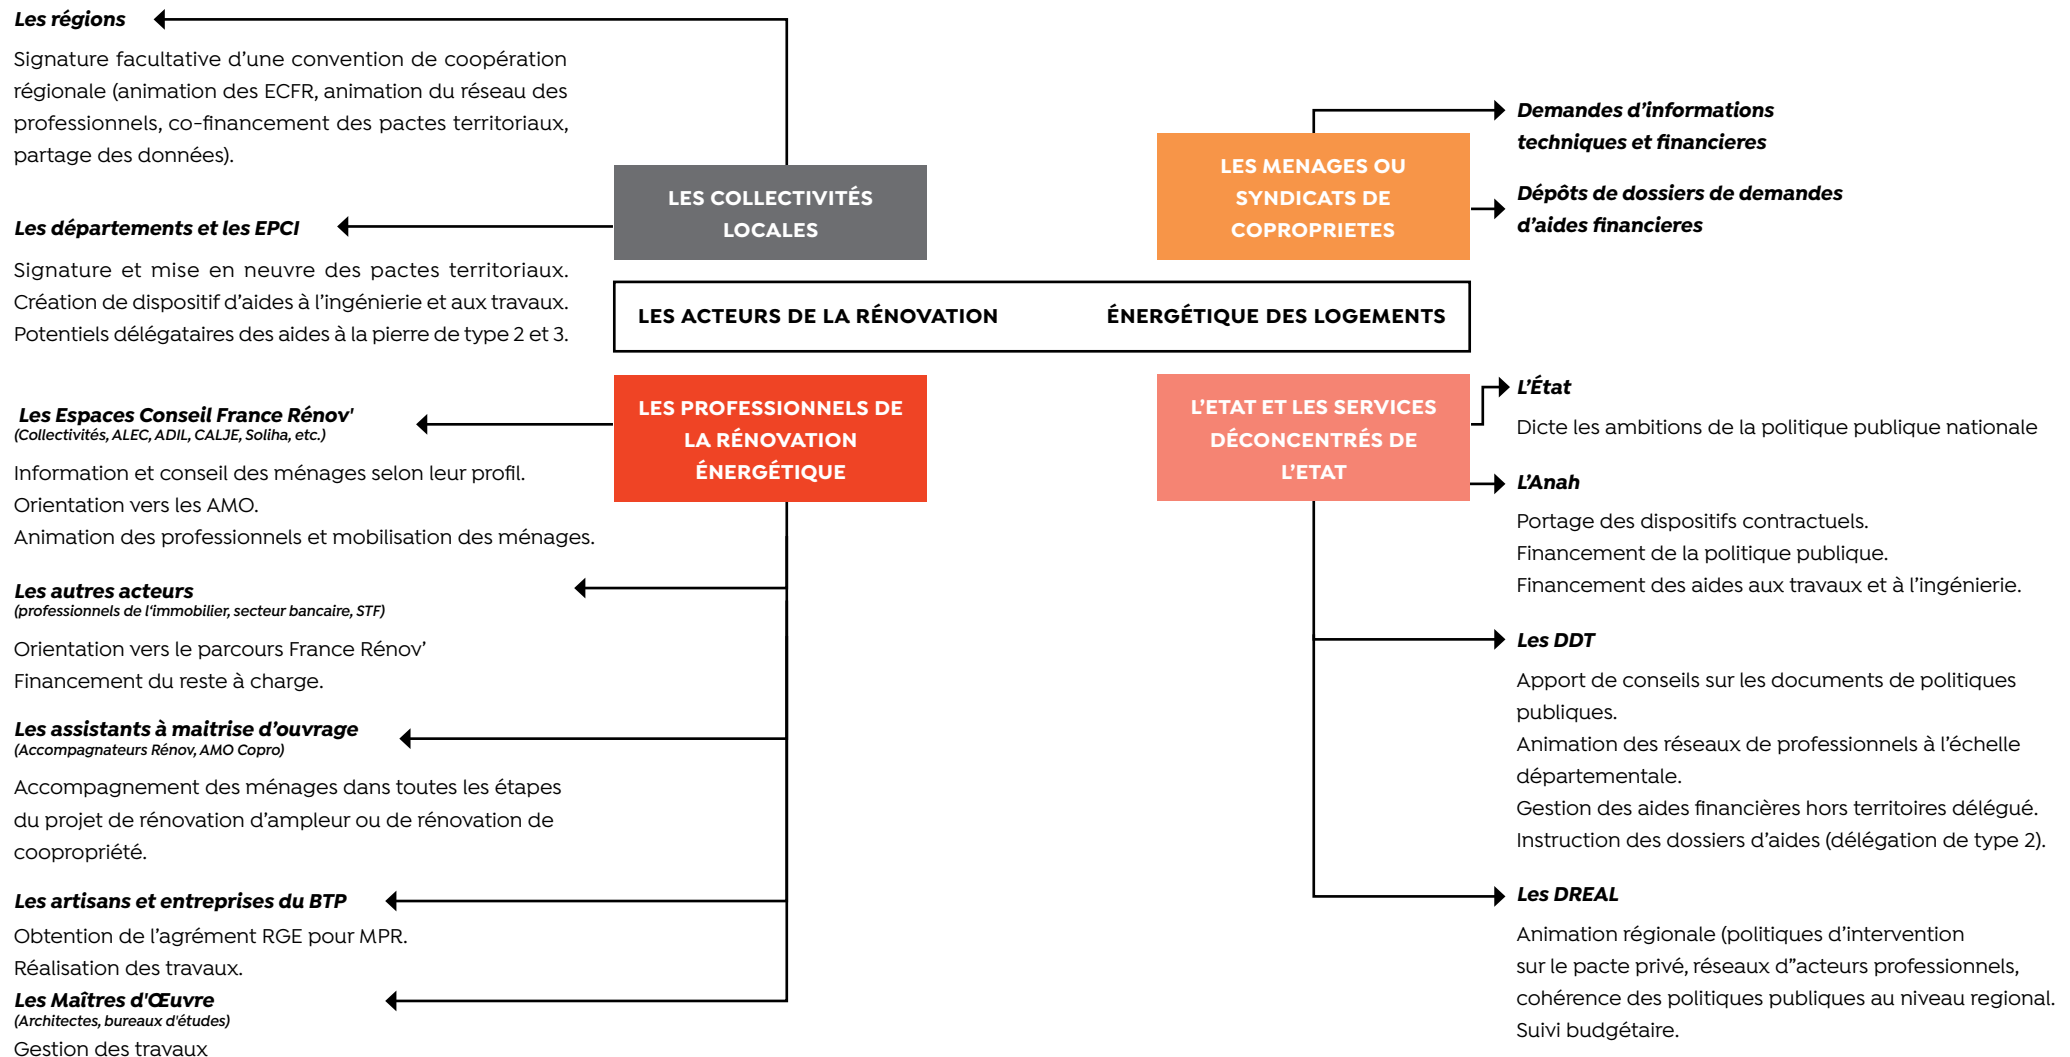 Les régions
Signature facultative d'une convention de coopération
régionale (animation des ECFR, animation du réseau des
professionnels, co-financement des pactes territoriaux,
partage des données).
Les départements et les EPCI
Signature et mise en neuvre des pactes territoriaux.
Création de dispositif d'aides à l'ingénierie et aux travaux.
Potentiels délégataires des aides à la pierre de type 2 et 3.
LES COLLECTIVITÉS
LOCALES
LES MENAGES OU
SYNDICATS DE
COPROPRIETES
Demandes d'informations
techniques et financieres
Dépôts de dossiers de demandes
d'aides financieres
LES ACTEURS DE LA RÉNOVATION ÉNERGÉTIQUE DES LOGEMENTS
LES PROFESSIONNELS DE
LA RÉNOVATION
ÉNERGÉTIQUE
Les Espaces Conseil France Rénov'
(Collectivités, ALEC, ADIL, CALJE, Soliha, etc.)
Information et conseil des ménages selon leur profil.
Orientation vers les AMO.
Animation des professionnels et mobilisation des ménages.
Les autres acteurs
(professionnels de l'immobilier, secteur bancaire, STF)
Orientation vers le parcours France Rénov'
Financement du reste à charge.
Les assistants à maitrise d'ouvrage
(Accompagnateurs Rénov, AMO Copro)
Accompagnement des ménages dans toutes les étapes
du projet de rénovation d'ampleur ou de rénovation de
coopropriété.
Les artisans et entreprises du BTP
Obtention de l'agrément RGE pour MPR.
Réalisation des travaux.
Les Maîtres d'Œuvre
(Architectes, bureaux d'études)
Gestion des travaux
L'ETAT ET LES SERVICES
DÉCONCENTRÉS DE
L'ETAT
L'État
Dicte les ambitions de la politique publique nationale
L'Anah
Portage des dispositifs contractuels.
Financement de la politique publique.
Financement des aides aux travaux et à l'ingénierie.
Les DDT
Apport de conseils sur les documents de politiques
publiques.
Animation des réseaux de professionnels à l'échelle
départementale.
Gestion des aides financières hors territoires délégué.
Instruction des dossiers d'aides (délégation de type 2).
Les DREAL
Animation régionale (politiques d'intervention
sur le pacte privé, réseaux d''acteurs professionnels,
cohérence des politiques publiques au niveau regional.
Suivi budgétaire.